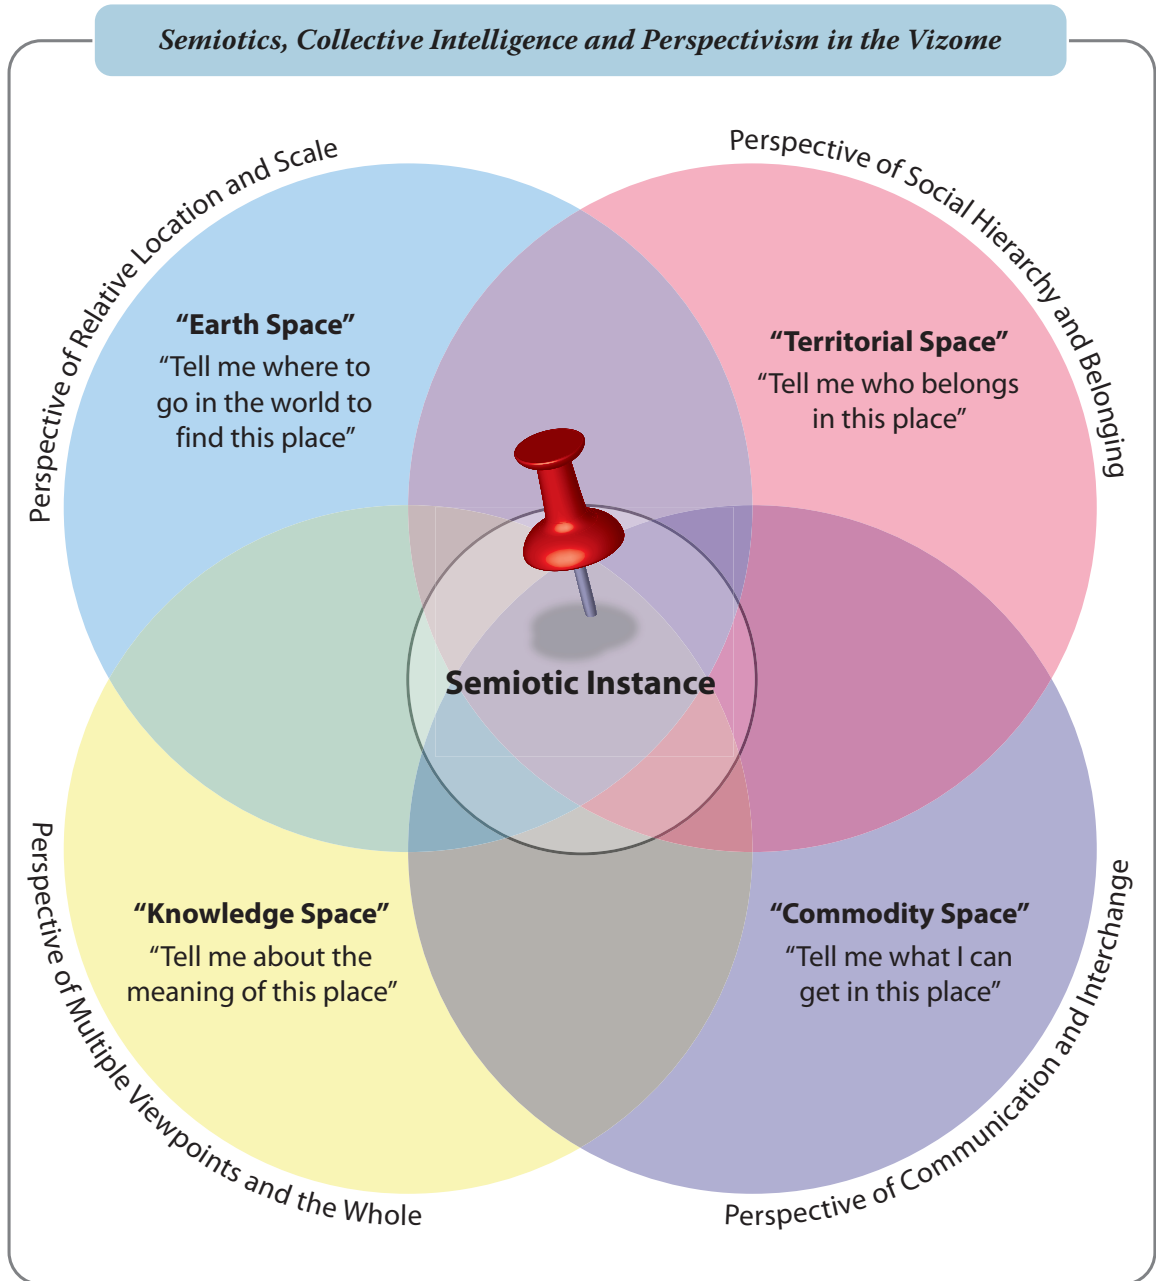 Semiotics, Collective Intelligence and Perspectivism in the Vizome
Perspective of Relative Location and Scale
Perspective of Social Hierarchy and Belonging
“Earth Space”
“Tell me where to
go in the world to
find this place”
“Territorial Space”
“Tell me who belongs
in this place”
Semiotic Instance
“Knowledge Space”
“Tell me about the
meaning of this place”
“Commodity Space”
“Tell me what I can
get in this place”
Perspective of Multiple Viewpoints and the Whole
Perspective of Communication and Interchange